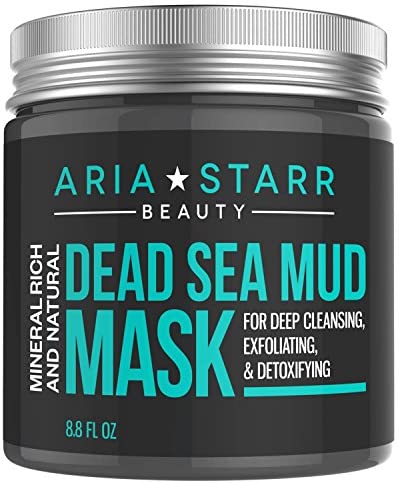 ARIA★STARR
BEAUTY
MINERAL RICH
AND NATURAL
DEAD SEA MUD
MASK
FOR DEEP CLEANSING,
EXFOLIATING,
& DETOXIFYING
8.8 FL OZ